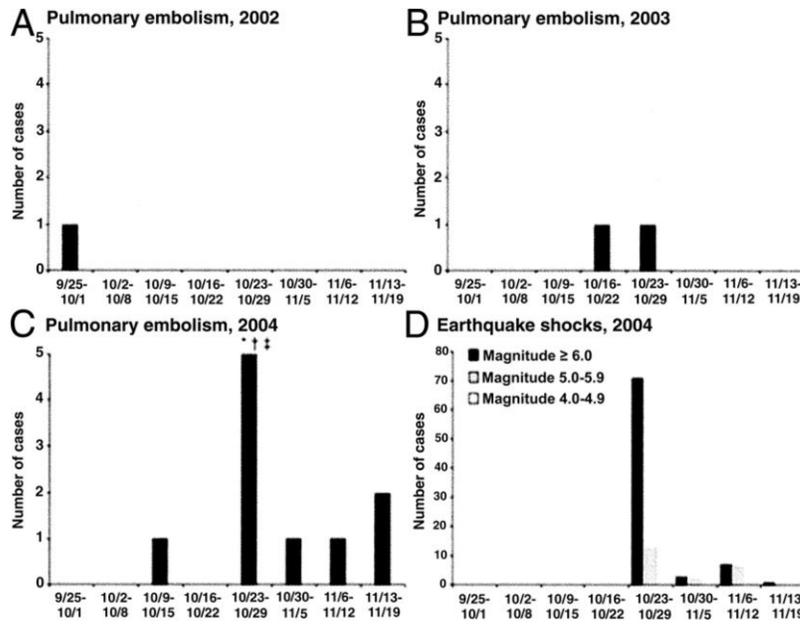 A Pulmonary embolism, 2002
5
4
3
2
1
0
Number of cases
9/25- 10/2- 10/9- 10/16- 10/23- 10/30- 11/6- 11/13-
10/1 10/8 10/15 10/22 10/29 11/5 11/12 11/19
B Pulmonary embolism, 2003
5
4
3
2
1
0
Number of cases
9/25- 10/2- 10/9- 10/16- 10/23- 10/30- 11/6- 11/13-
10/1 10/8 10/15 10/22 10/29 11/5 11/12 11/19
C Pulmonary embolism, 2004
* † ‡
5
4
3
2
1
0
Number of cases
9/25- 10/2- 10/9- 10/16- 10/23- 10/30- 11/6- 11/13-
10/1 10/8 10/15 10/22 10/29 11/5 11/12 11/19
D Earthquake shocks, 2004
80
70
60
50
40
30
20
10
0
Number of cases
Magnitude ≥ 6.0
Magnitude 5.0-5.9
Magnitude 4.0-4.9
9/25- 10/2- 10/9- 10/16- 10/23- 10/30- 11/6- 11/13-
10/1 10/8 10/15 10/22 10/29 11/5 11/12 11/19